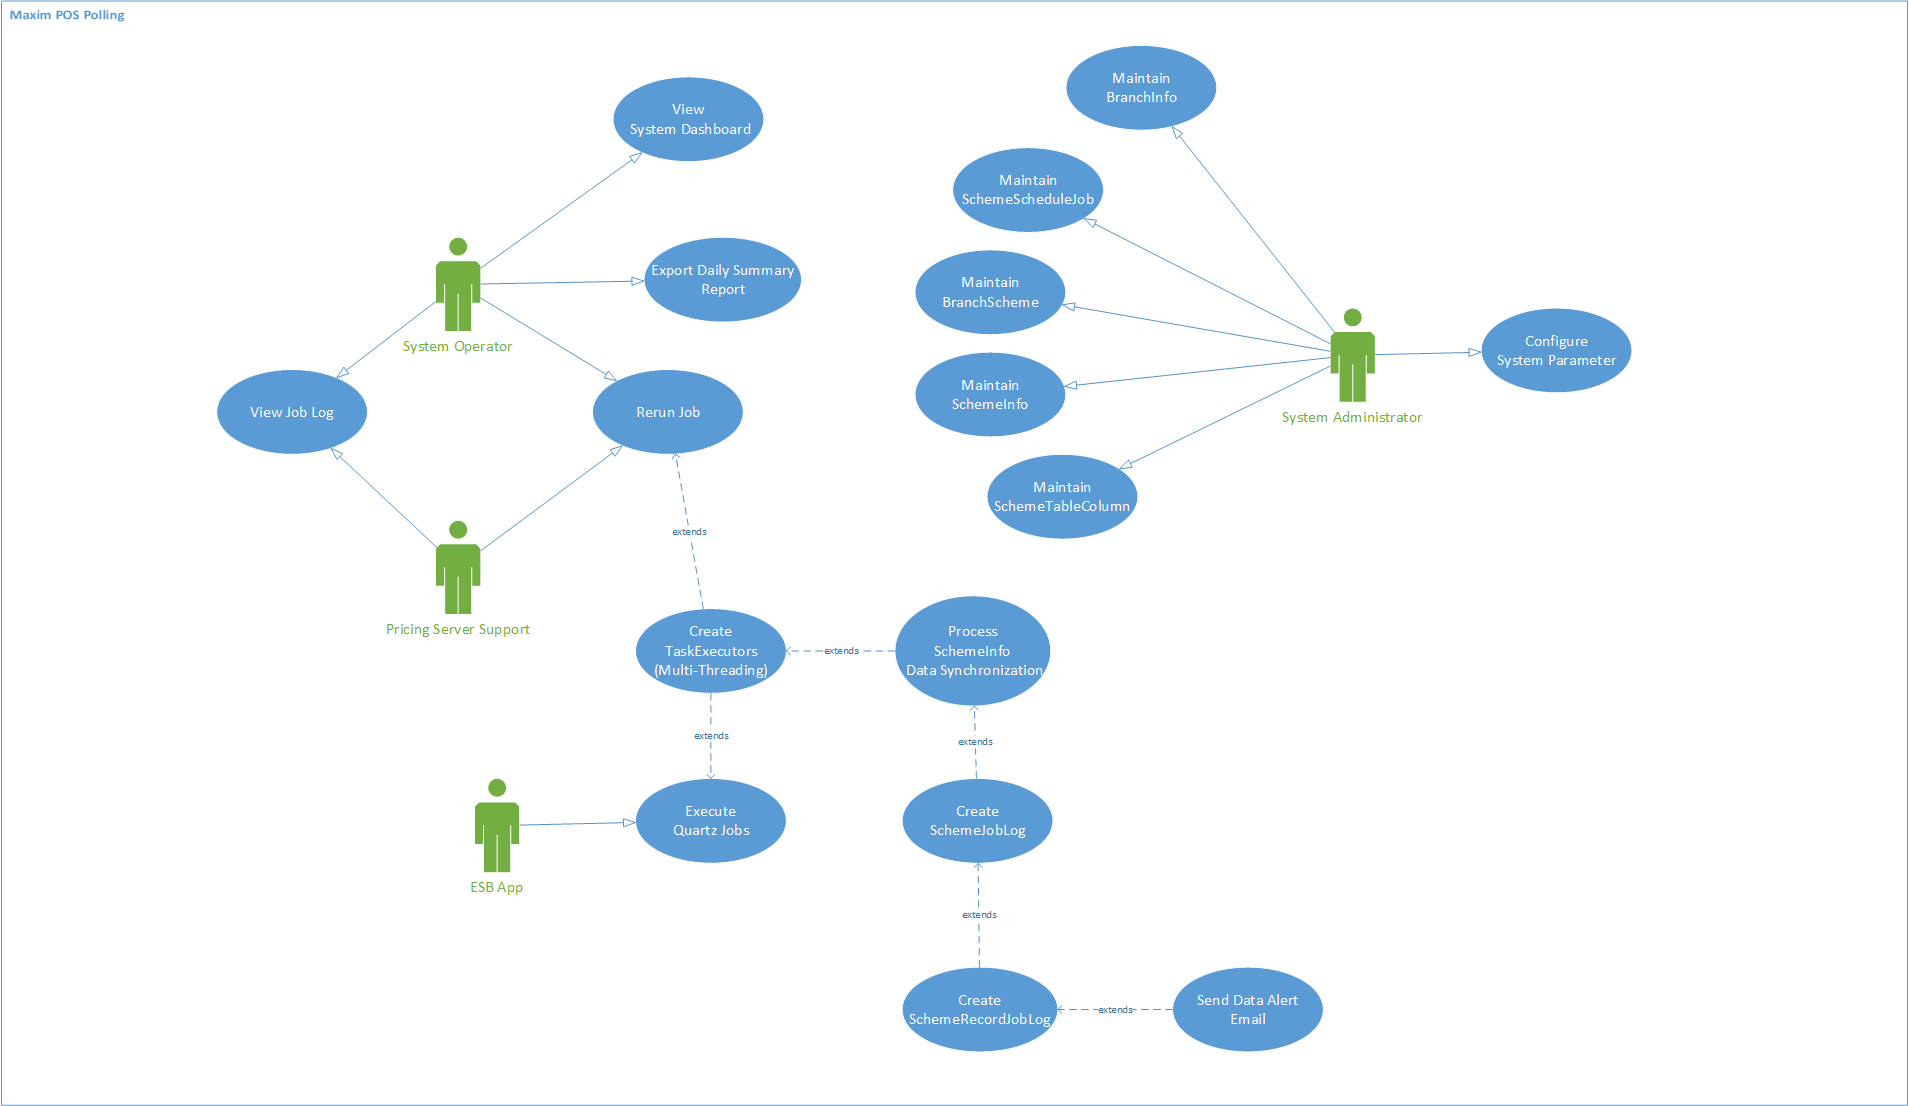 Maxim POS Polling
View
System Dashboard
Maintain
BranchInfo
Maintain
SchemeScheduleJob
Export Daily Summary
Report
Maintain
BranchScheme
System Operator
Configure
System Parameter
Maintain
SchemeInfo
System Administrator
View Job Log
Rerun Job
Maintain
SchemeTableColumn
extends
Pricing Server Support
Create
TaskExecutors
(Multi-Threading)
extends
Process
SchemeInfo
Data Synchronization
extends
extends
Execute
Quartz Jobs
Create
SchemeJobLog
ESB App
extends
Create
SchemeRecordJobLog
extends
Send Data Alert
Email